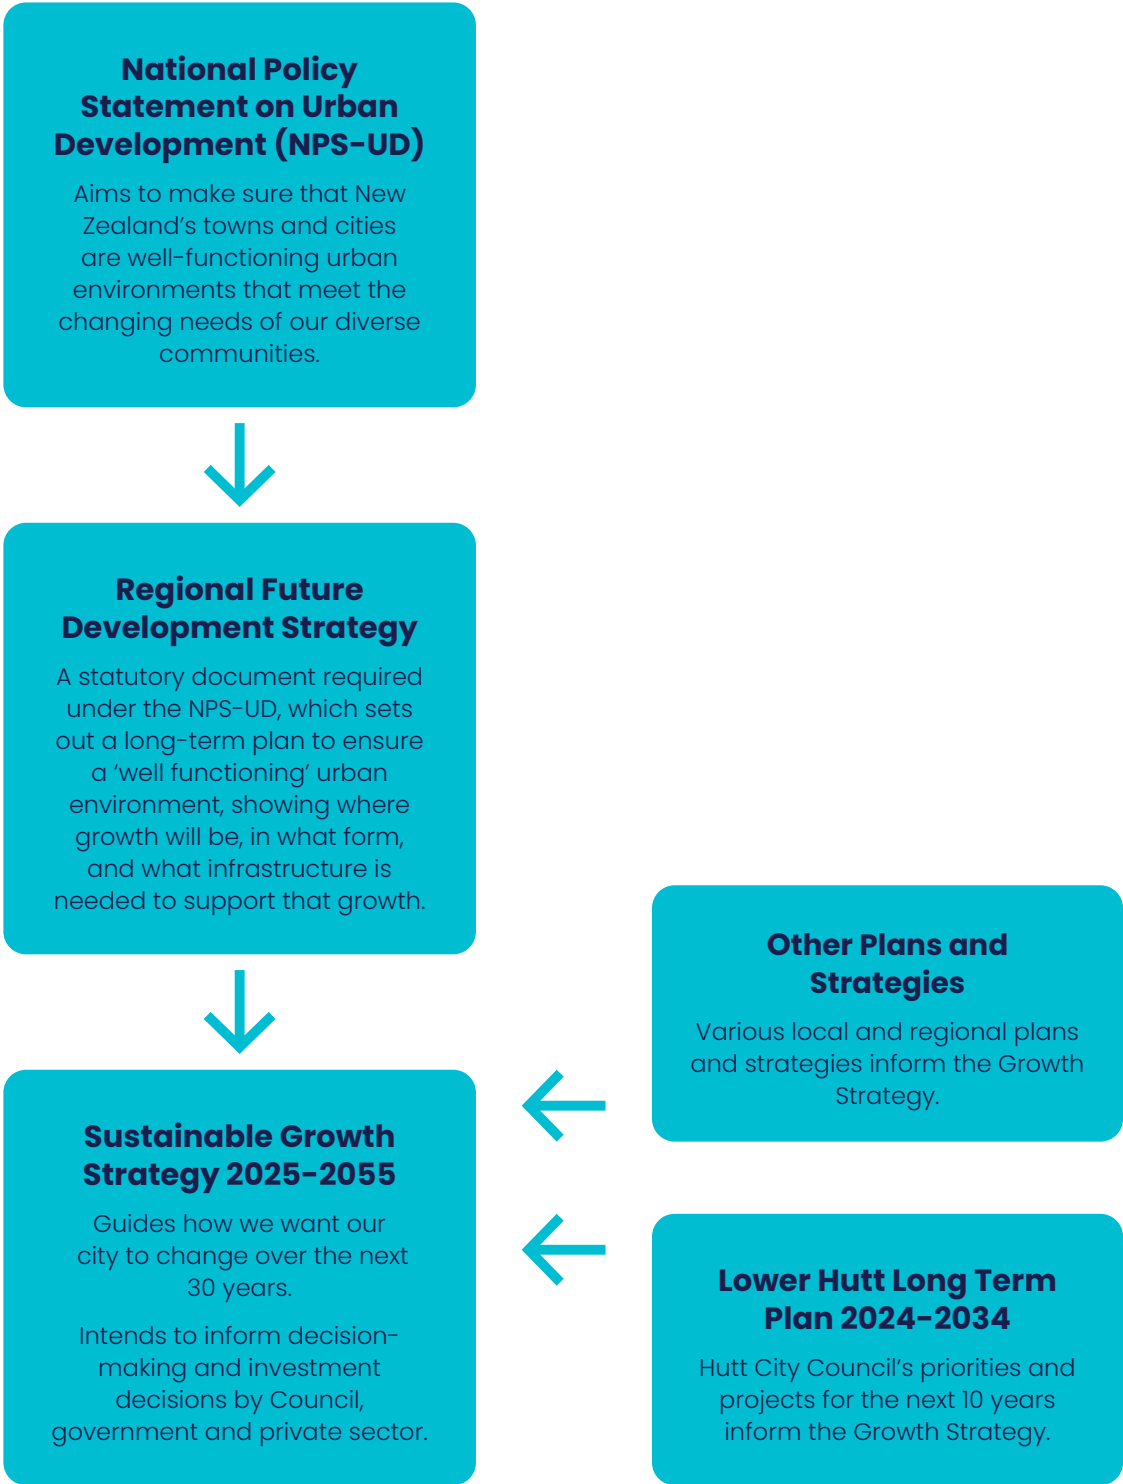 National Policy
Statement on Urban
Development (NPS-UD)
Aims to make sure that New
Zealand’s towns and cities
are well-functioning urban
environments that meet the
changing needs of our diverse
communities.
Regional Future
Development Strategy
A statutory document required
under the NPS-UD, which sets
out a long-term plan to ensure
a ‘well functioning’ urban
environment, showing where
growth will be, in what form,
and what infrastructure is
needed to support that growth.
Other Plans and
Strategies
Various local and regional plans
and strategies inform the Growth
Strategy.
Sustainable Growth
Strategy 2025-2055
Guides how we want our
city to change over the next
30 years.
Intends to inform decision-
making and investment
decisions by Council,
government and private sector.
Lower Hutt Long Term
Plan 2024-2034
Hutt City Council’s priorities and
projects for the next 10 years
inform the Growth Strategy.